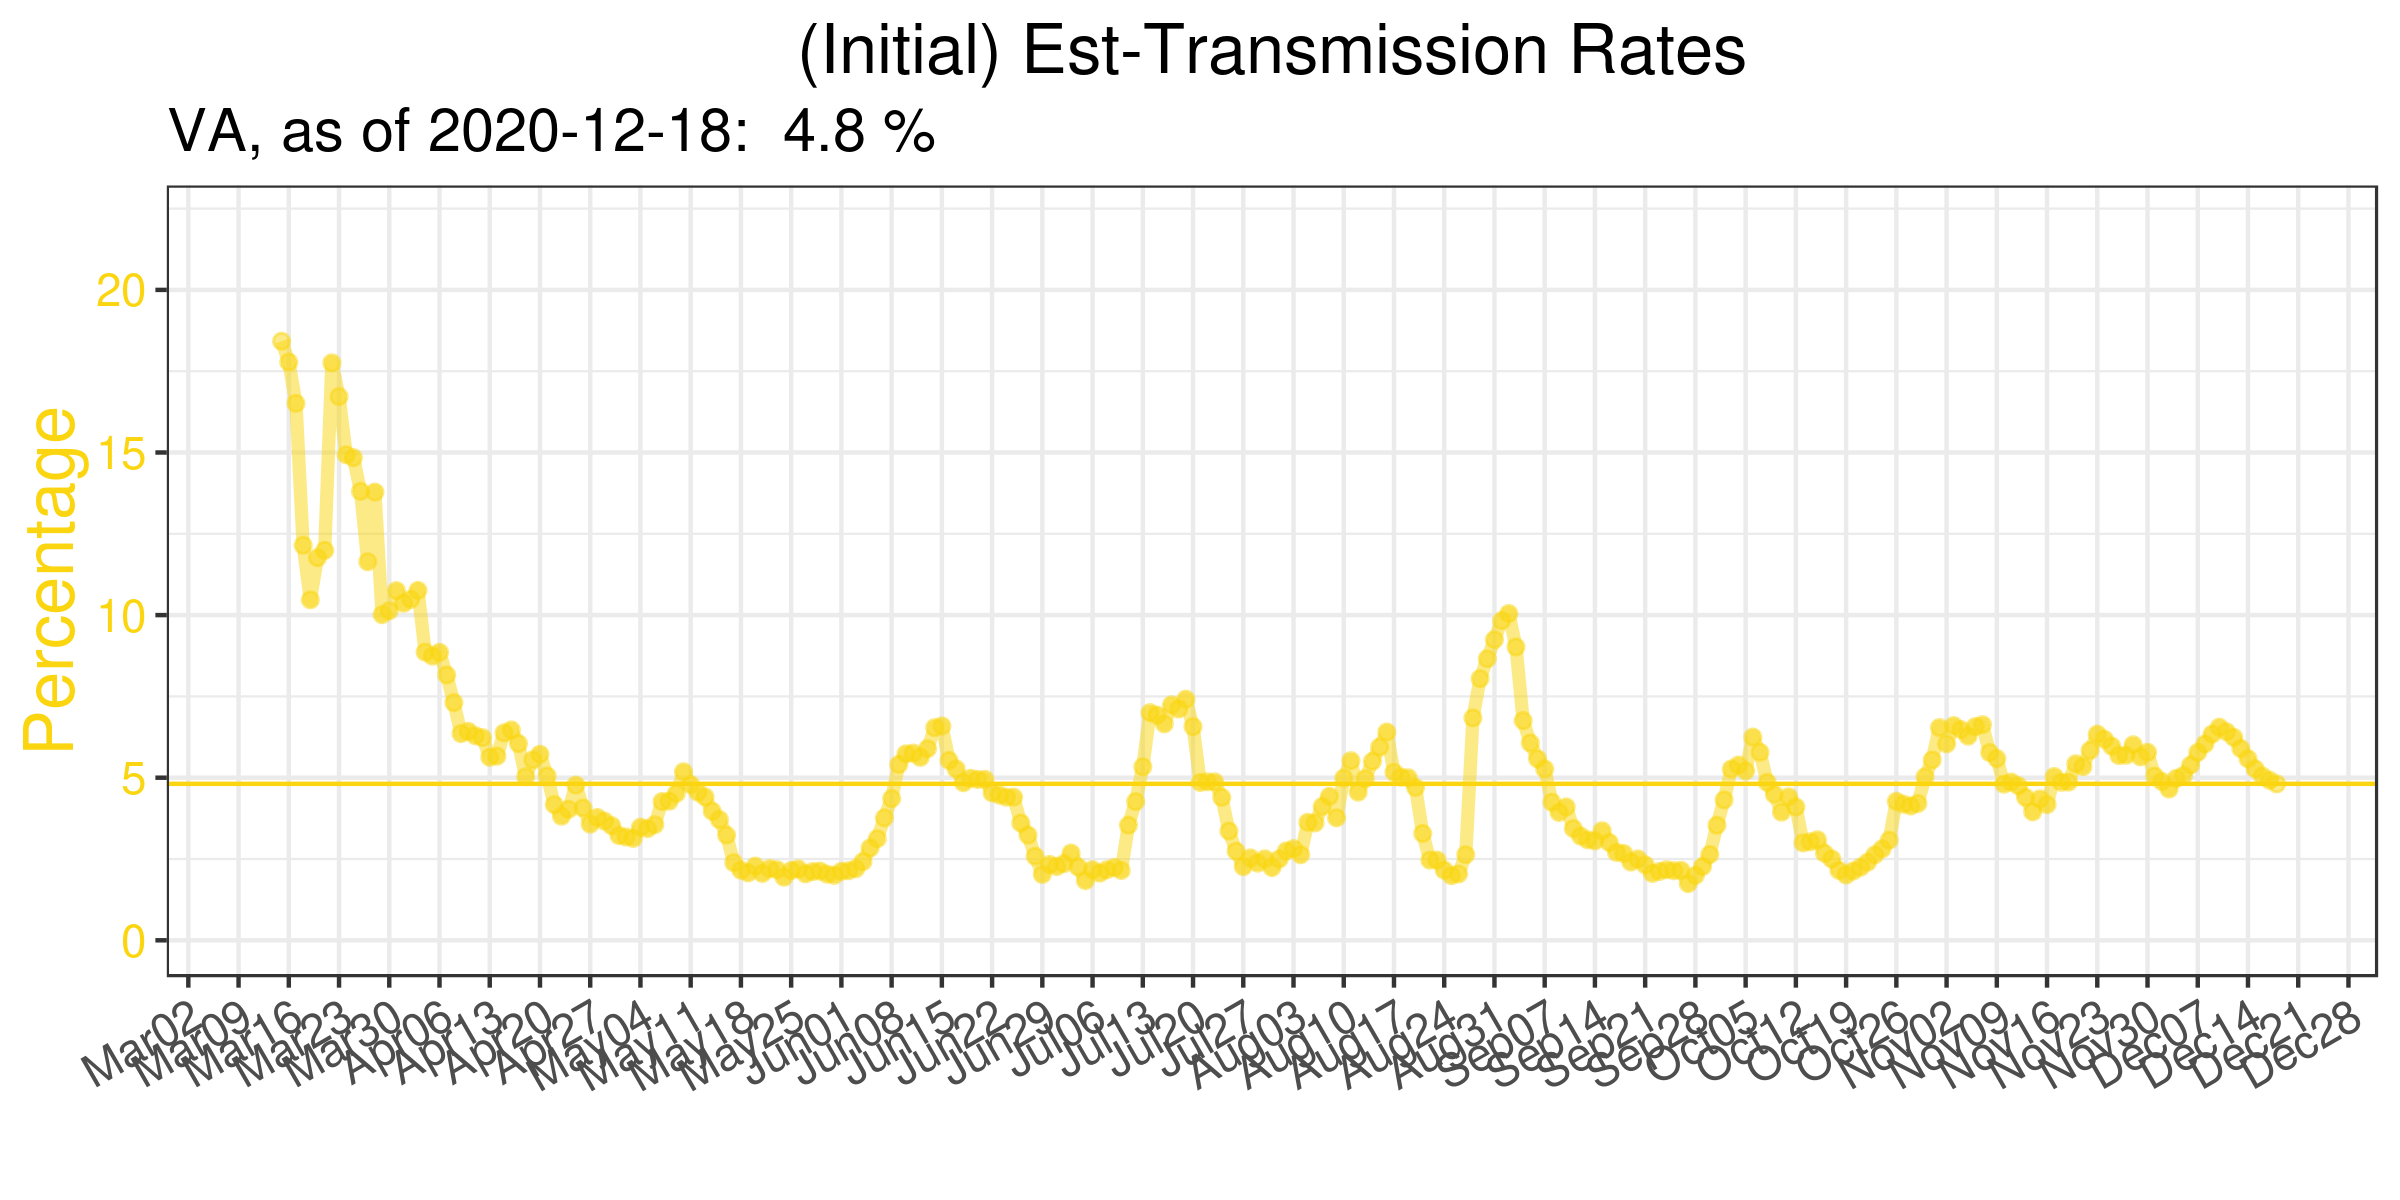 (Initial) Est-Transmission Rates
VA, as of 2020-12-18: 4.8 %
Percentage
20
15
10
5
0
Mar02
Mar09
Mar16
Mar23
Mar30
Apr06
Apr13
Apr20
Apr27
May04
May11
May18
May25
Jun01
Jun08
Jun15
Jun22
Jun29
Jul06
Jul13
Jul20
Jul27
Aug03
Aug10
Aug17
Aug24
Aug31
Sep07
Sep14
Sep21
Sep28
Oct05
Oct12
Oct19
Oct26
Nov02
Nov09
Nov16
Nov23
Nov30
Dec07
Dec14
Dec21
Dec28